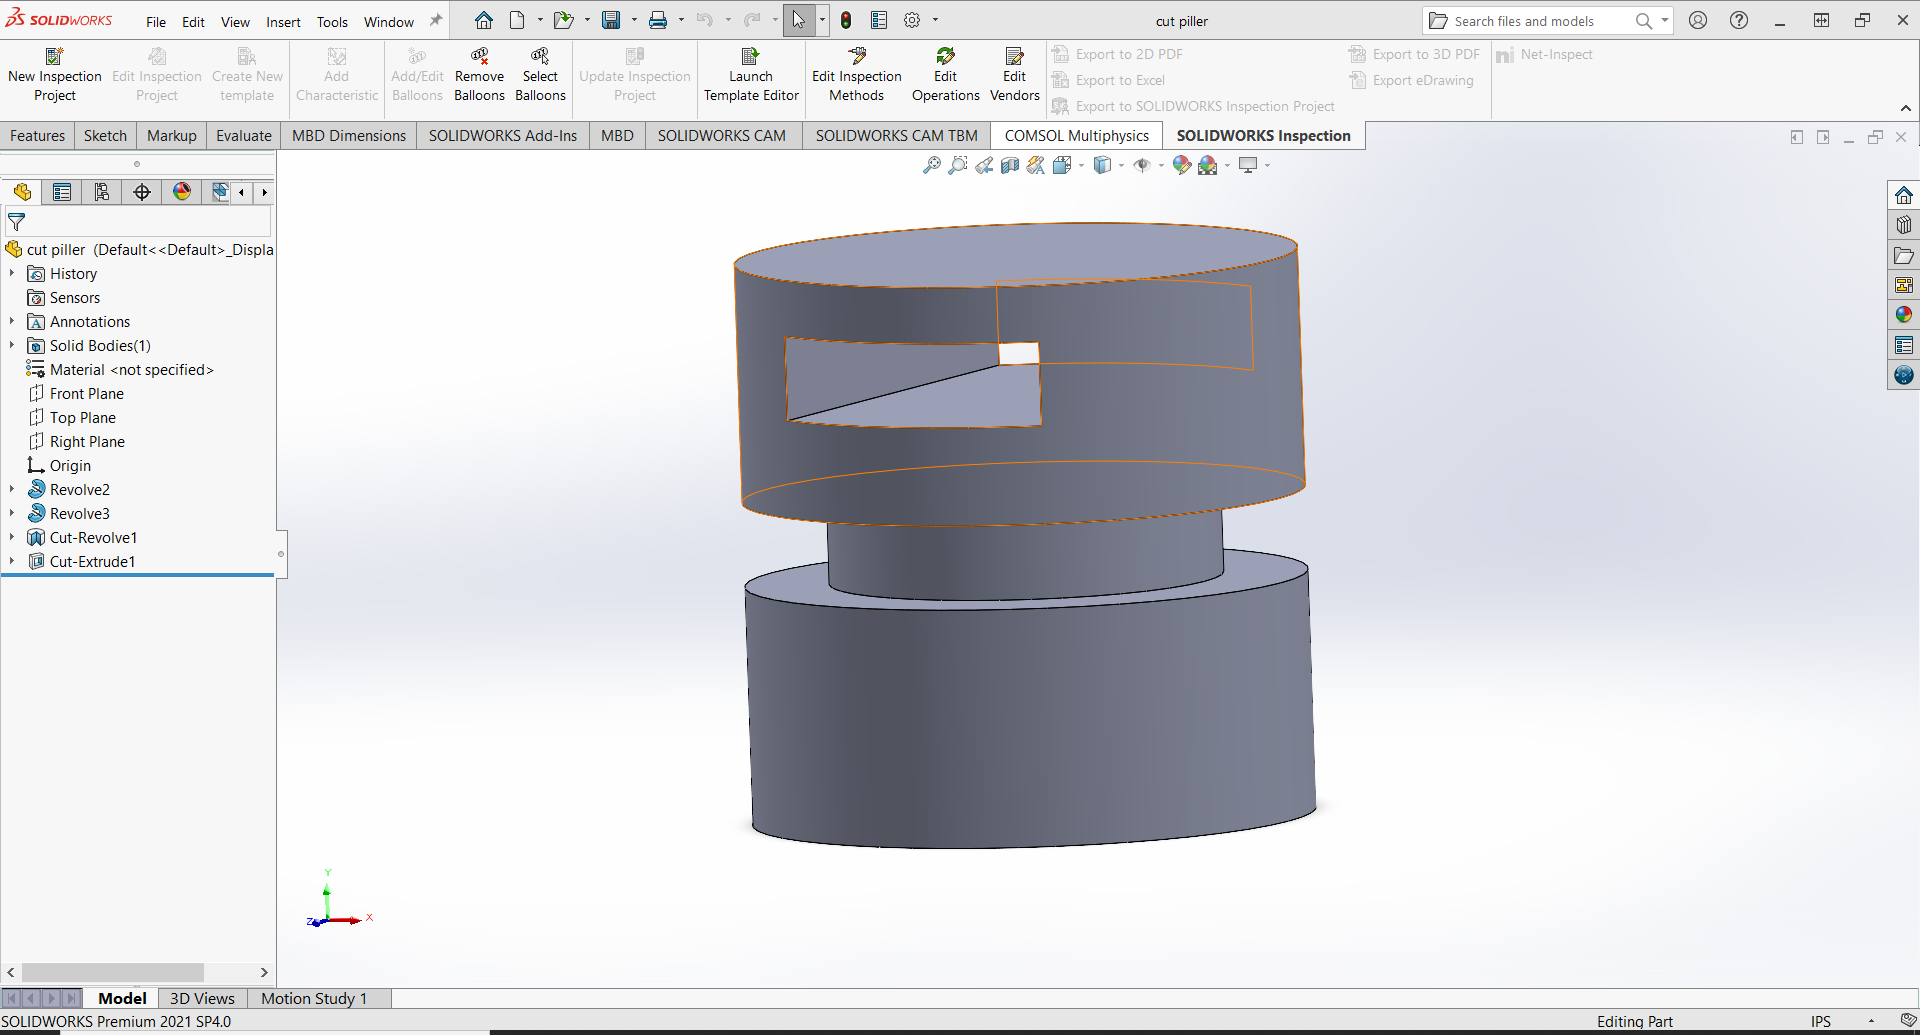 SOLIDWORKS File Edit View Insert Tools Window cut piller Search files and models
New Inspection Project
Edit Inspection Project
Create New template
Add Characteristic
Add/Edit Balloons
Remove Balloons
Select Balloons
Update Inspection Project
Launch Template Editor
Edit Inspection Methods
Edit Operations
Edit Vendors
Export to 2D PDF
Export to Excel
Export to SOLIDWORKS Inspection Project
Export to 3D PDF
Export eDrawing
Net-Inspect
Features Sketch Markup Evaluate MBD Dimensions SOLIDWORKS Add-Ins MBD SOLIDWORKS CAM SOLIDWORKS CAM TBM COMSOL Multiphysics SOLIDWORKS Inspection
cut piller (Default<<Default>_Displa
History
Sensors
Annotations
Solid Bodies(1)
Material <not specified>
Front Plane
Top Plane
Right Plane
Origin
Revolve2
Revolve3
Cut-Revolve1
Cut-Extrude1
Y
Z
X
Model 3D Views Motion Study 1
SOLIDWORKS Premium 2021 SP4.0 Editing Part IPS